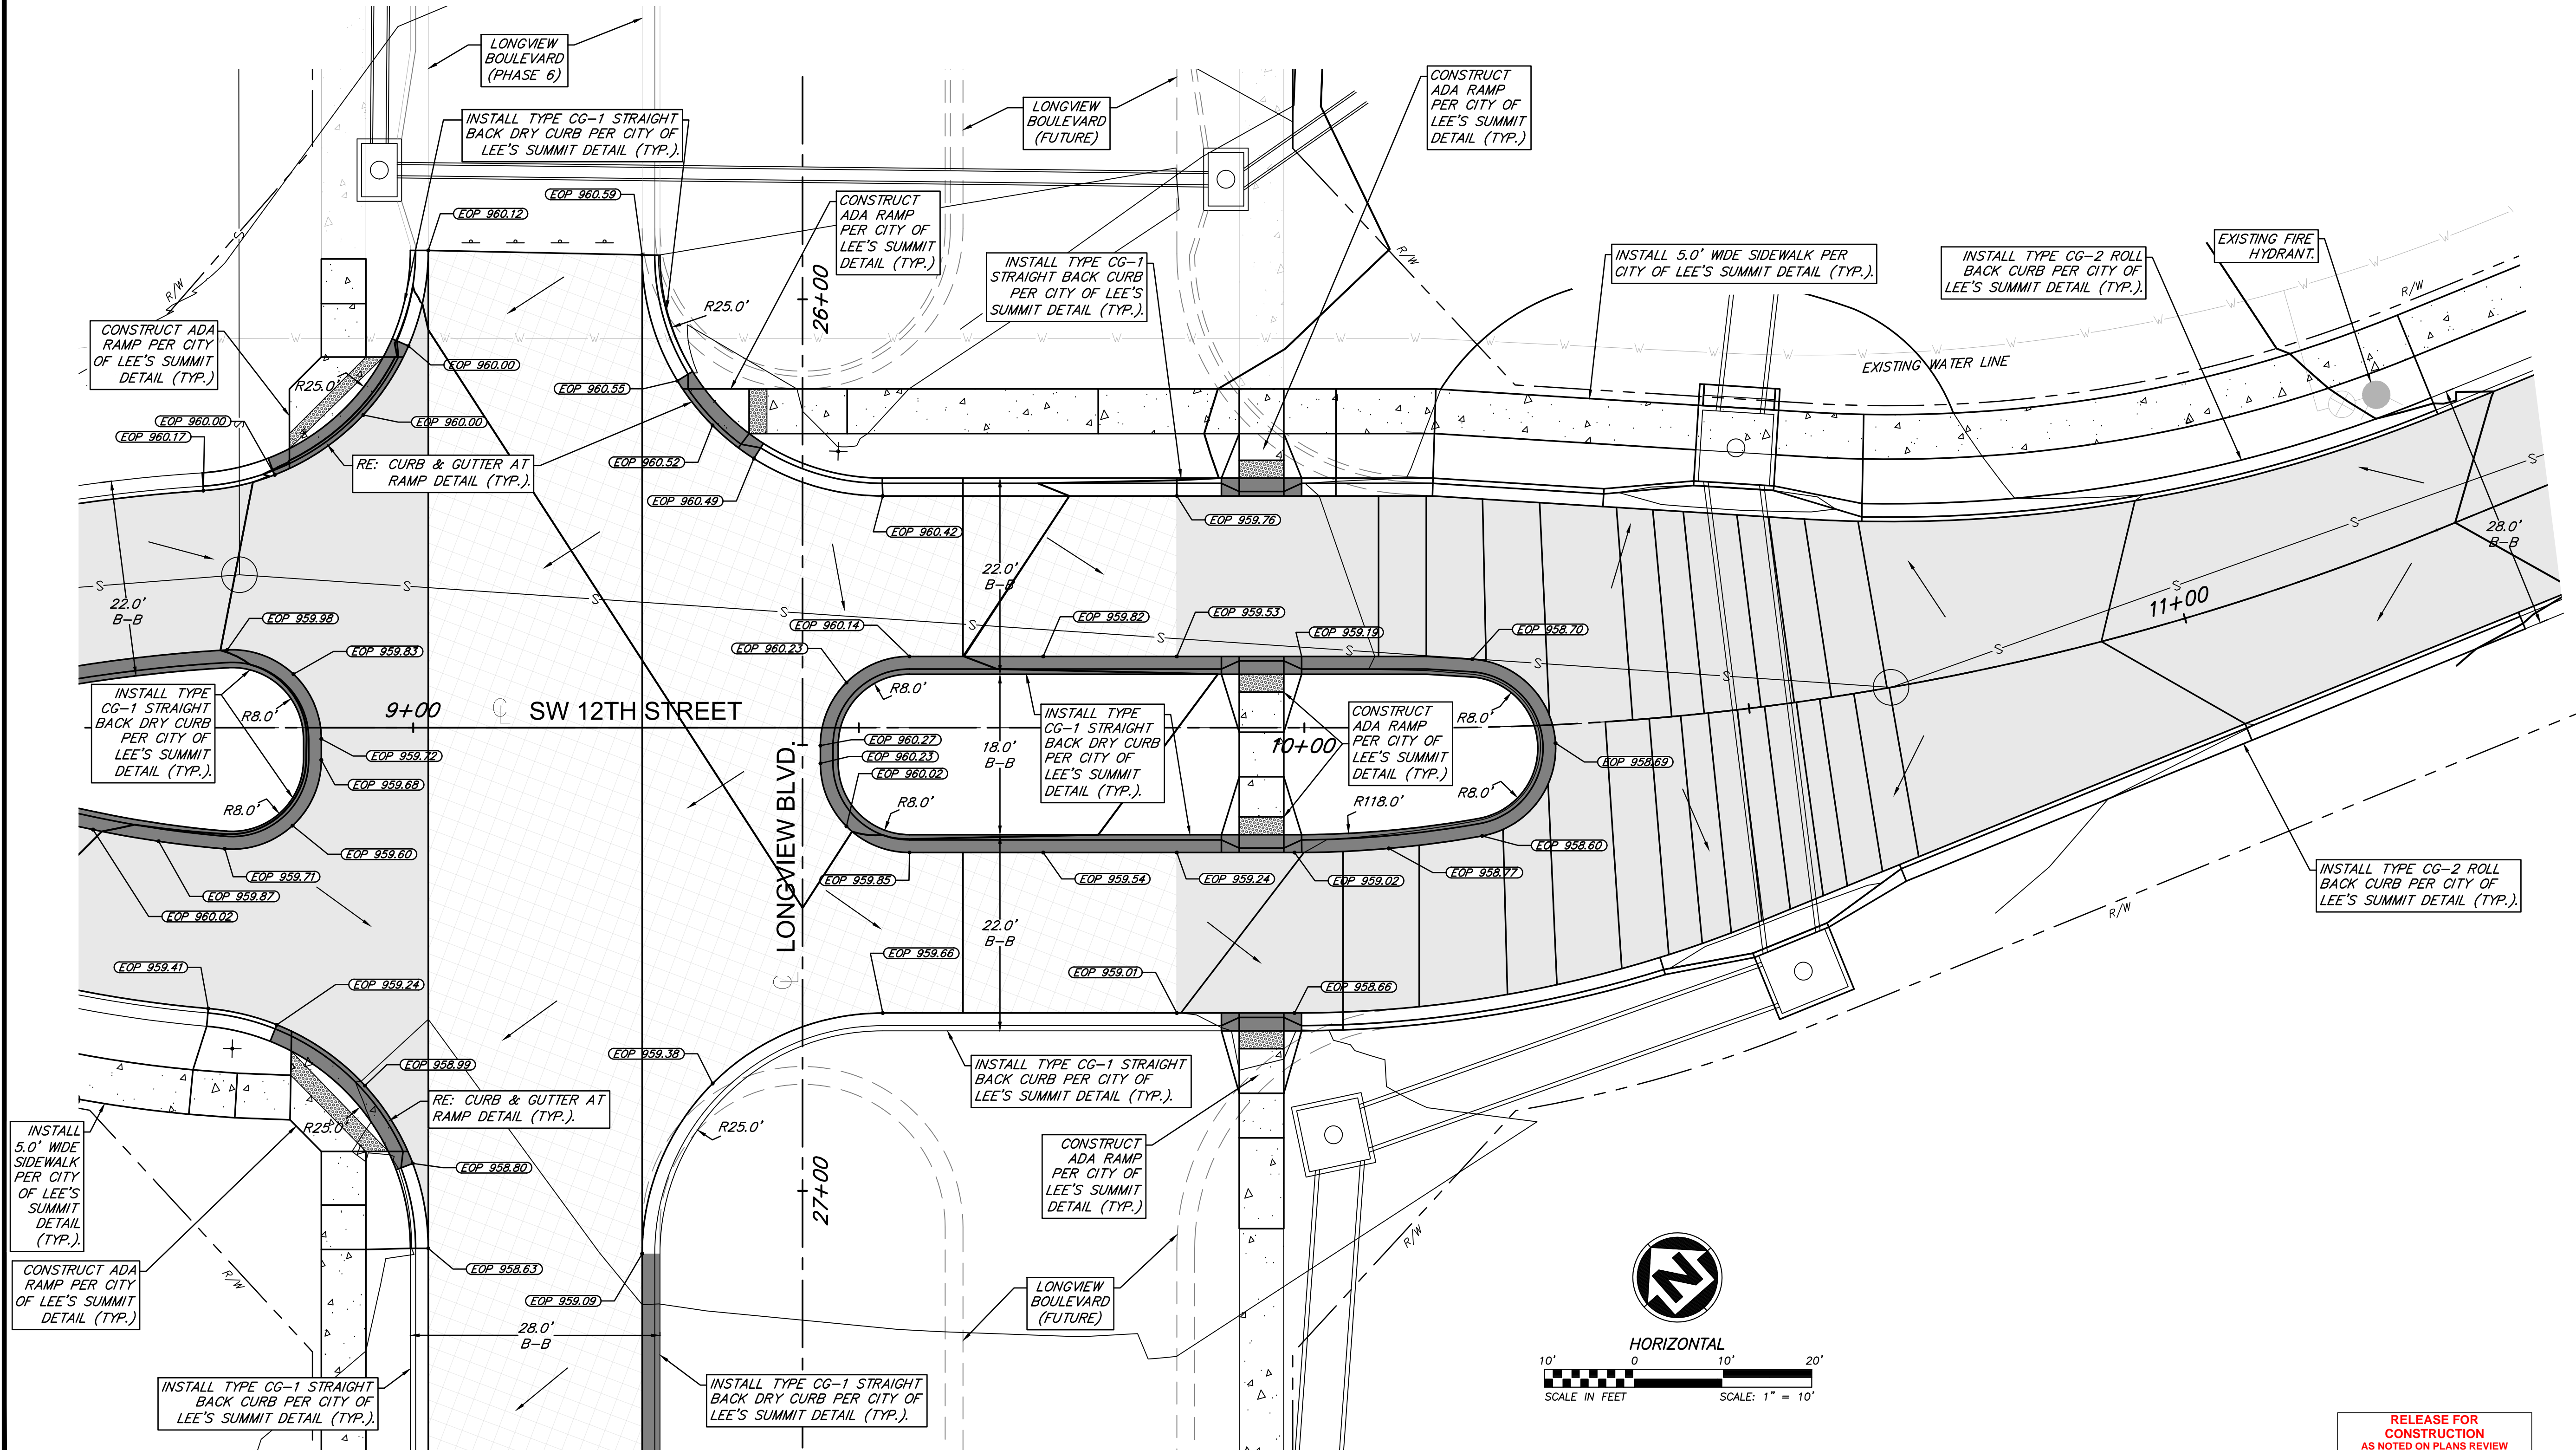 LONGVIEW
BOULEVARD
(PHASE 6)
INSTALL TYPE CG-1 STRAIGHT
BACK DRY CURB PER CITY OF
LEE'S SUMMIT DETAIL (TYP.).
LONGVIEW
BOULEVARD
(FUTURE)
CONSTRUCT
ADA RAMP
PER CITY OF
LEE'S SUMMIT
DETAIL (TYP.)
EOP 960.59
EOP 960.12
CONSTRUCT
ADA RAMP
PER CITY OF
LEE'S SUMMIT
DETAIL (TYP.)
INSTALL TYPE CG-1
STRAIGHT BACK CURB
PER CITY OF LEE'S
SUMMIT DETAIL (TYP.).
R/W
INSTALL 5.0' WIDE SIDEWALK PER
CITY OF LEE'S SUMMIT DETAIL (TYP.).
INSTALL TYPE CG-2 ROLL
BACK CURB PER CITY OF
LEE'S SUMMIT DETAIL (TYP.).
EXISTING FIRE
HYDRANT.
R/W
R/W
CONSTRUCT ADA
RAMP PER CITY
OF LEE'S SUMMIT
DETAIL (TYP.)
R25.0'
26+00
EXISTING WATER LINE
R25.0'
EOP 960.00
EOP 960.55
EOP 960.00
EOP 960.17
EOP 960.00
RE: CURB & GUTTER AT
RAMP DETAIL (TYP.).
EOP 960.52
EOP 960.49
EOP 960.42
EOP 959.76
28.0'
B-B
22.0'
B-B
22.0'
B-B
11+00
EOP 959.98
EOP 959.83
EOP 960.14
EOP 959.82
EOP 959.53
EOP 959.19
EOP 958.70
EOP 960.23
INSTALL TYPE
CG-1 STRAIGHT
BACK DRY CURB
PER CITY OF
LEE'S SUMMIT
DETAIL (TYP.).
R8.0'
R8.0'
9+00
CL SW 12TH STREET
R8.0'
R8.0'
INSTALL TYPE
CG-1 STRAIGHT
BACK DRY CURB
PER CITY OF
LEE'S SUMMIT
DETAIL (TYP.).
CONSTRUCT
ADA RAMP
PER CITY OF
LEE'S SUMMIT
DETAIL (TYP.)
10+00
18.0'
B-B
EOP 960.27
EOP 960.23
EOP 960.02
EOP 959.72
EOP 959.68
EOP 958.69
R8.0'
R118.0'
R8.0'
LONGVIEW BLVD.
CL
EOP 959.60
EOP 959.71
EOP 959.87
EOP 960.02
EOP 959.85
EOP 959.54
EOP 959.24
EOP 959.02
EOP 958.77
EOP 958.60
INSTALL TYPE CG-2 ROLL
BACK CURB PER CITY OF
LEE'S SUMMIT DETAIL (TYP.).
R/W
22.0'
B-B
EOP 959.41
EOP 959.24
EOP 959.66
EOP 959.01
EOP 958.66
EOP 958.99
EOP 959.38
RE: CURB & GUTTER AT
RAMP DETAIL (TYP.).
INSTALL TYPE CG-1 STRAIGHT
BACK CURB PER CITY OF
LEE'S SUMMIT DETAIL (TYP.).
INSTALL
5.0' WIDE
SIDEWALK
PER CITY
OF LEE'S
SUMMIT
DETAIL
(TYP.).
R25.0'
R25.0'
EOP 958.80
CONSTRUCT
ADA RAMP
PER CITY OF
LEE'S SUMMIT
DETAIL (TYP.)
27+00
CONSTRUCT ADA
RAMP PER CITY
OF LEE'S SUMMIT
DETAIL (TYP.)
R/W
EOP 958.63
EOP 959.09
R/W
LONGVIEW
BOULEVARD
(FUTURE)
28.0'
B-B
INSTALL TYPE CG-1 STRAIGHT
BACK CURB PER CITY OF
LEE'S SUMMIT DETAIL (TYP.).
INSTALL TYPE CG-1 STRAIGHT
BACK DRY CURB PER CITY OF
LEE'S SUMMIT DETAIL (TYP.).
N
HORIZONTAL
10' 0 10' 20'
SCALE IN FEET SCALE: 1" = 10'
RELEASE FOR
CONSTRUCTION
AS NOTED ON PLANS REVIEW